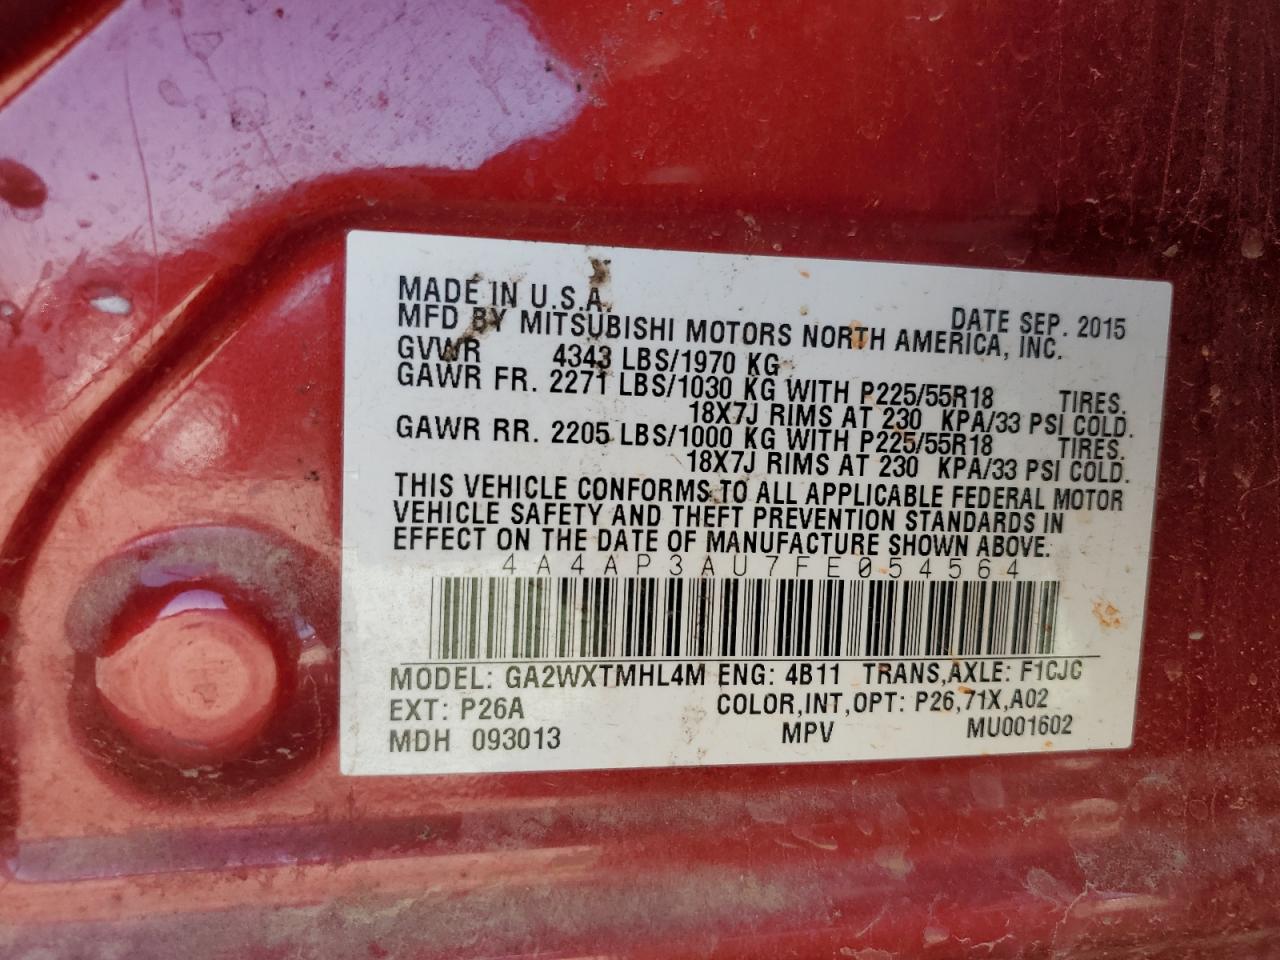 MADE IN U.S.A. DATE SEP. 2015
MFD BY MITSUBISHI MOTORS NORTH AMERICA, INC.
GVWR 4343 LBS/1970 KG
GAWR FR. 2271 LBS/1030 KG WITH P225/55R18 TIRES.
18X7J RIMS AT 230 KPA/33 PSI COLD.
GAWR RR. 2205 LBS/1000 KG WITH P225/55R18 TIRES.
18X7J RIMS AT 230 KPA/33 PSI COLD.
THIS VEHICLE CONFORMS TO ALL APPLICABLE FEDERAL MOTOR
VEHICLE SAFETY AND THEFT PREVENTION STANDARDS IN
EFFECT ON THE DATE OF MANUFACTURE SHOWN ABOVE.
4A4AP3AU7FE054564
MODEL: GA2WXTMHL4M ENG: 4B11 TRANS,AXLE: F1CJC
EXT: P26A COLOR,INT,OPT: P26,71X,A02
MDH 093013 MPV MU001602